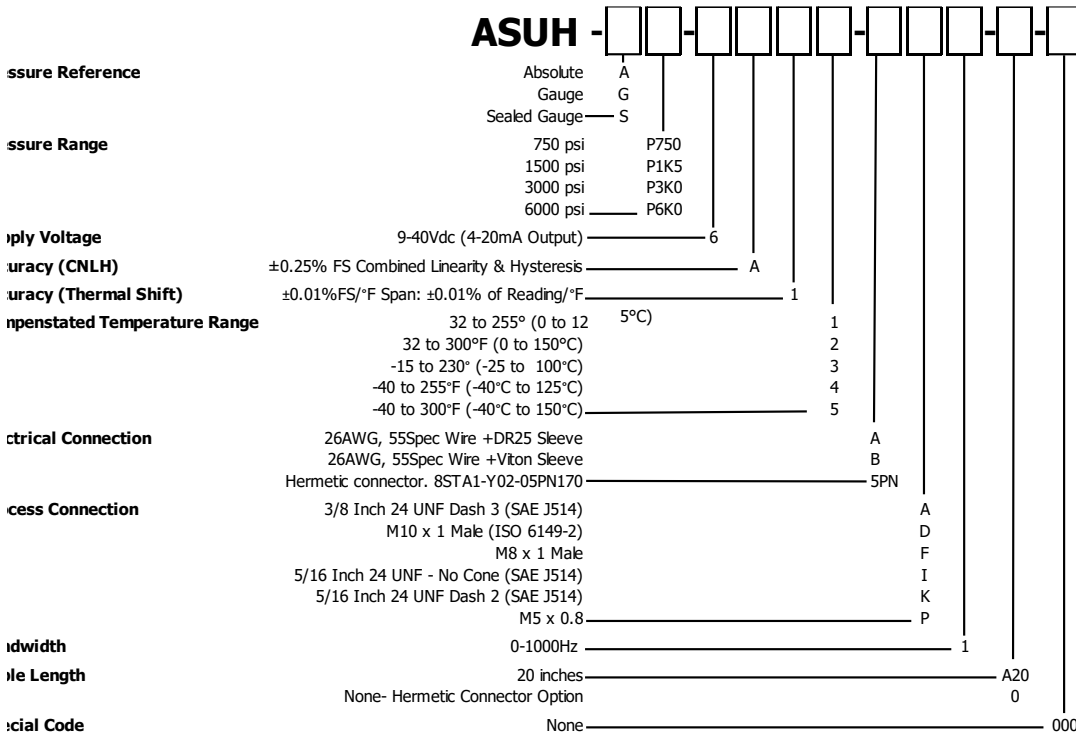 ASUH - - - - -
ssure Reference Absolute A
Gauge G
Sealed Gauge S
ssure Range 750 psi P750
1500 psi P1K5
3000 psi P3K0
6000 psi P6K0
pply Voltage 9-40Vdc (4-20mA Output) 6
curacy (CNLH) ±0.25% FS Combined Linearity & Hysteresis A
curacy (Thermal Shift) ±0.01%FS/°F Span: ±0.01% of Reading/°F 1
mpenstated Temperature Range 32 to 255° (0 to 12 5°C) 1
32 to 300°F (0 to 150°C) 2
-15 to 230° (-25 to 100°C) 3
-40 to 255°F (-40°C to 125°C) 4
-40 to 300°F (-40°C to 150°C) 5
ctrical Connection 26AWG, 55Spec Wire +DR25 Sleeve A
26AWG, 55Spec Wire +Viton Sleeve B
Hermetic connector. 8STA1-Y02-05PN170 5PN
cess Connection 3/8 Inch 24 UNF Dash 3 (SAE J514) A
M10 x 1 Male (ISO 6149-2) D
M8 x 1 Male F
5/16 Inch 24 UNF - No Cone (SAE J514) I
5/16 Inch 24 UNF Dash 2 (SAE J514) K
M5 x 0.8 P
ndwidth 0-1000Hz 1
ble Length 20 inches A20
None- Hermetic Connector Option 0
ecial Code None 000